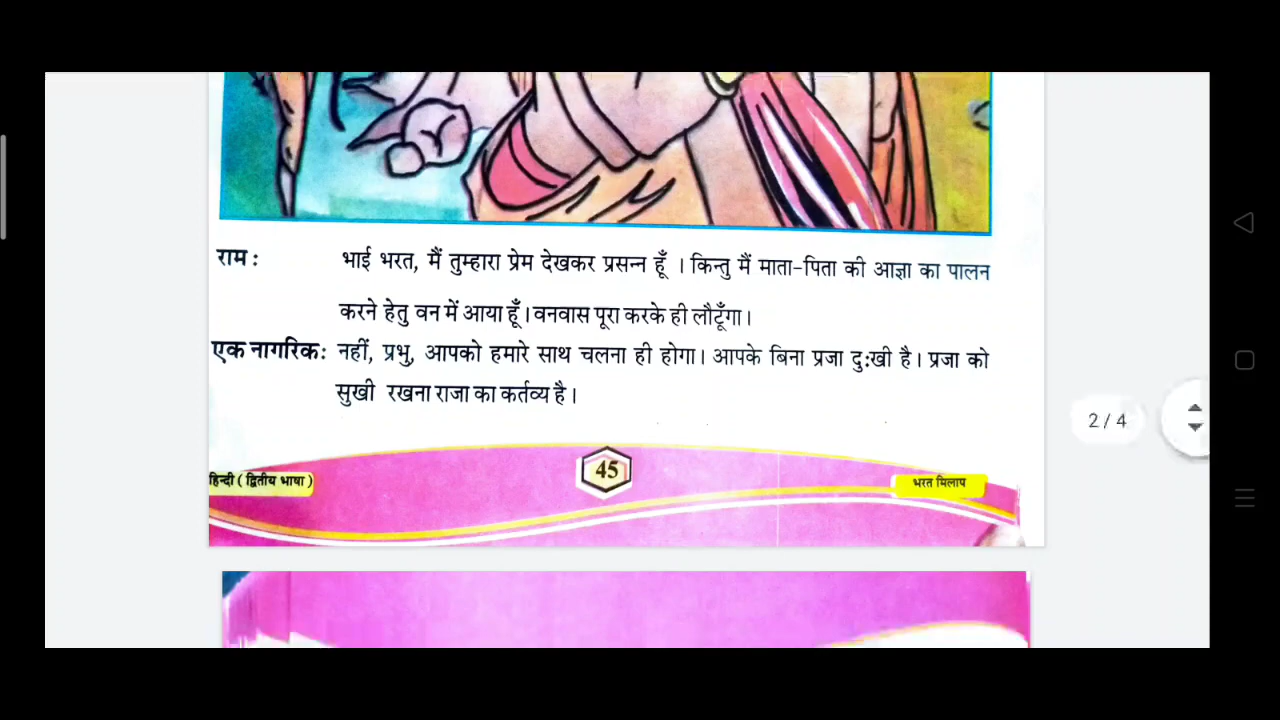 राम : भाई भरत, मैं तुम्हारा प्रेम देखकर प्रसन्न हूँ । किन्तु मैं माता-पिता की आज्ञा का पालन
करने हेतु वन में आया हूँ। वनवास पूरा करके ही लौटूँगा।
एक नागरिक: नहीं, प्रभु, आपको हमारे साथ चलना ही होगा। आपके बिना प्रजा दु:खी है। प्रजा को
सुखी रखना राजा का कर्तव्य है।
2 / 4
45
हिन्दी ( द्वितीय भाषा )
भरत मिलाप